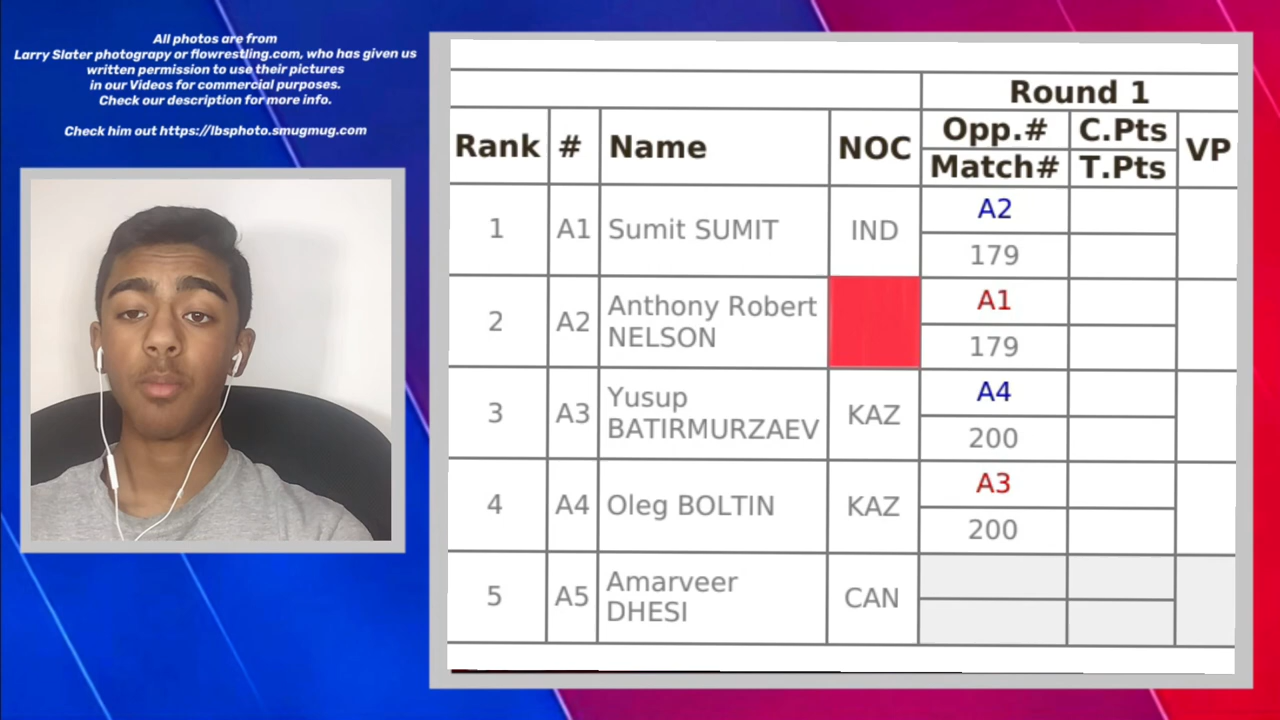 All photos are from
Larry Slater photograpy or flowrestling.com, who has given us
written permission to use their pictures
in our Videos for commercial purposes.
Check our description for more info.
Check him out https://lbsphoto.smugmug.com
Round 1
Rank # Name NOC Opp.# C.Pts VP
Match# T.Pts
1 A1 Sumit SUMIT IND A2
179
2 A2 Anthony Robert A1
NELSON 179
3 A3 Yusup KAZ A4
BATIRMURZAEV 200
4 A4 Oleg BOLTIN KAZ A3
200
5 A5 Amarveer CAN
DHESI